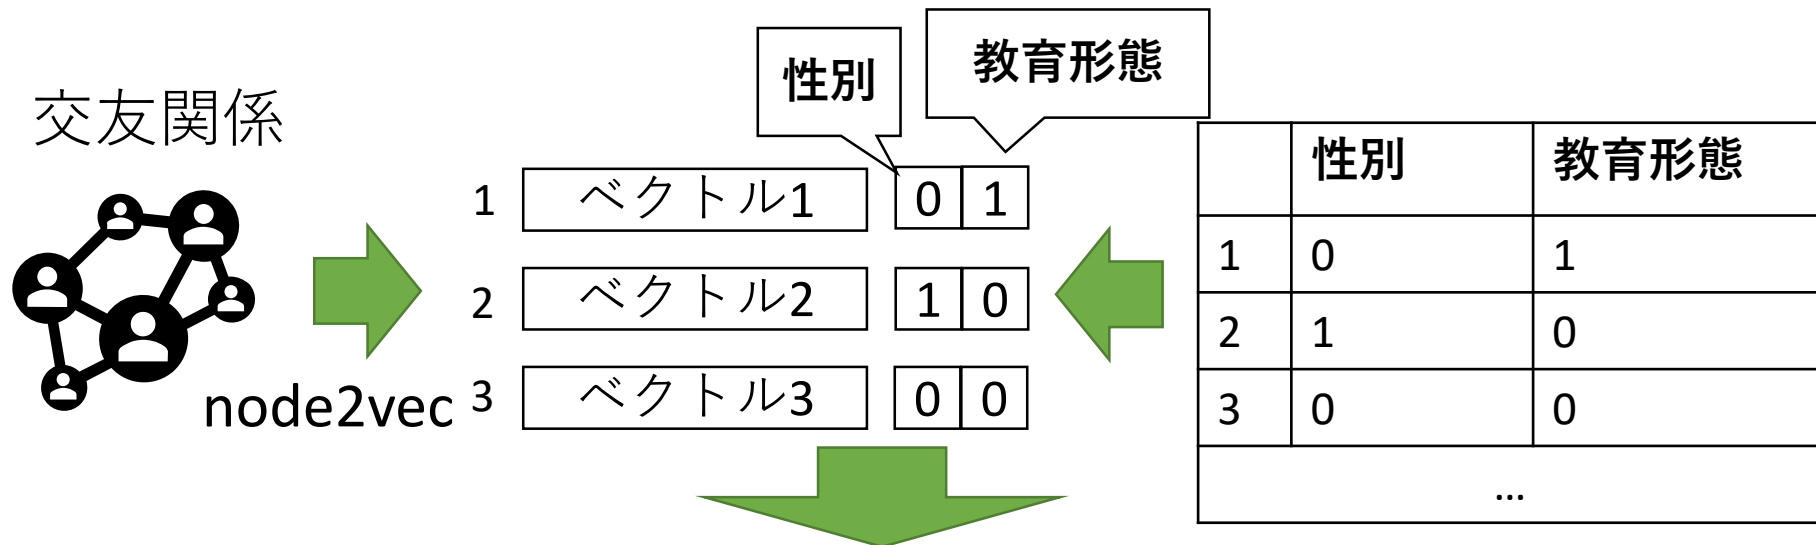 交友関係
node2vec
性別
教育形態
1 ベクトル1 0 1
2 ベクトル2 1 0
3 ベクトル3 0 0
性別 教育形態
1 0 1
2 1 0
3 0 0
...